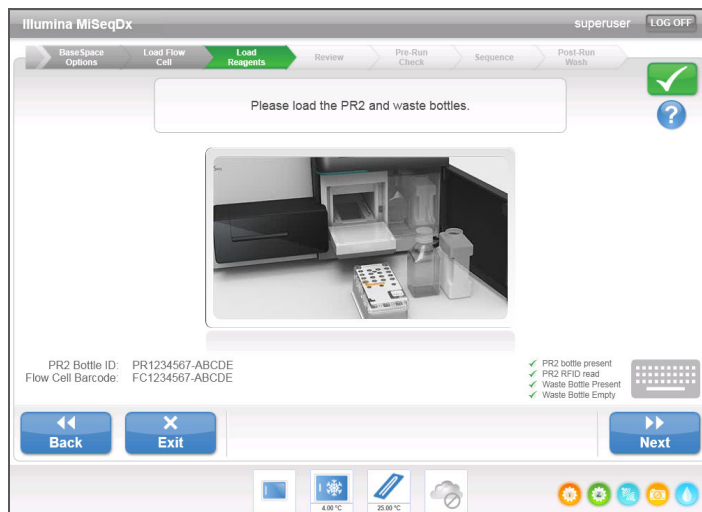 Illumina MiSeqDx
superuser
LOG OFF
BaseSpace
Options
Load Flow
Cell
Load
Reagents
Review
Pre-Run
Check
Sequence
Post-Run
Wash
Please load the PR2 and waste bottles.
PR2 Bottle ID: PR1234567-ABCDE
Flow Cell Barcode: FC1234567-ABCDE
PR2 bottle present
PR2 RFID read
Waste Bottle Present
Waste Bottle Empty
Back
Exit
Next
4.00 °C
25.00 °C